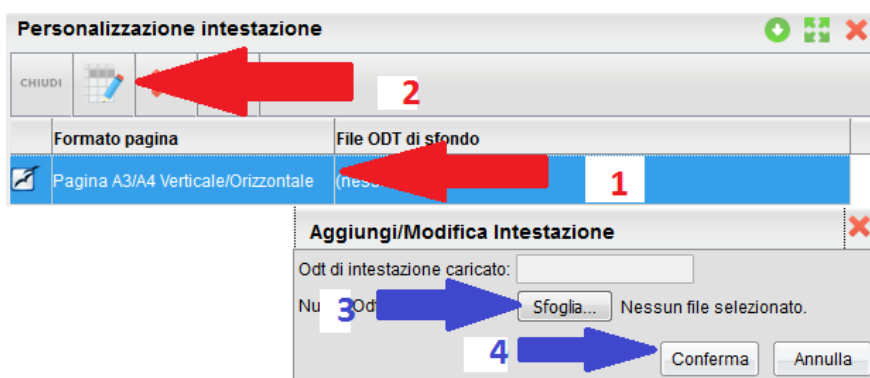 Personalizzazione intestazione
CHIUDI
2
Formato pagina File ODT di sfondo
Pagina A3/A4 Verticale/Orizzontale
1
Aggiungi/Modifica Intestazione
Odt di intestazione caricato:
3 Sfoglia... Nessun file selezionato.
4 Conferma Annulla